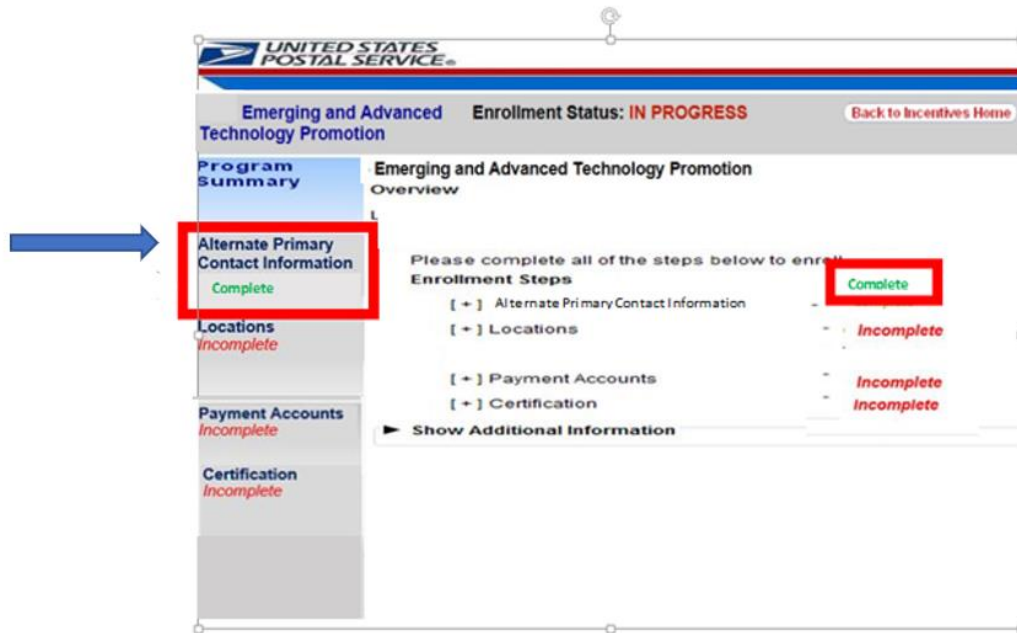 UNITED STATES
POSTAL SERVICE®
Emerging and Advanced
Technology Promotion
Enrollment Status: IN PROGRESS
Back to Incentives Home
Program
Summary
Alternate Primary
Contact Information
Complete
Locations
Incomplete
Payment Accounts
Incomplete
Certification
Incomplete
Emerging and Advanced Technology Promotion
Overview
Please complete all of the steps below to enroll
Enrollment Steps
Complete
[ + ] Alternate Primary Contact Information -
[ + ] Locations - Incomplete
[ + ] Payment Accounts - Incomplete
[ + ] Certification - Incomplete
► Show Additional Information